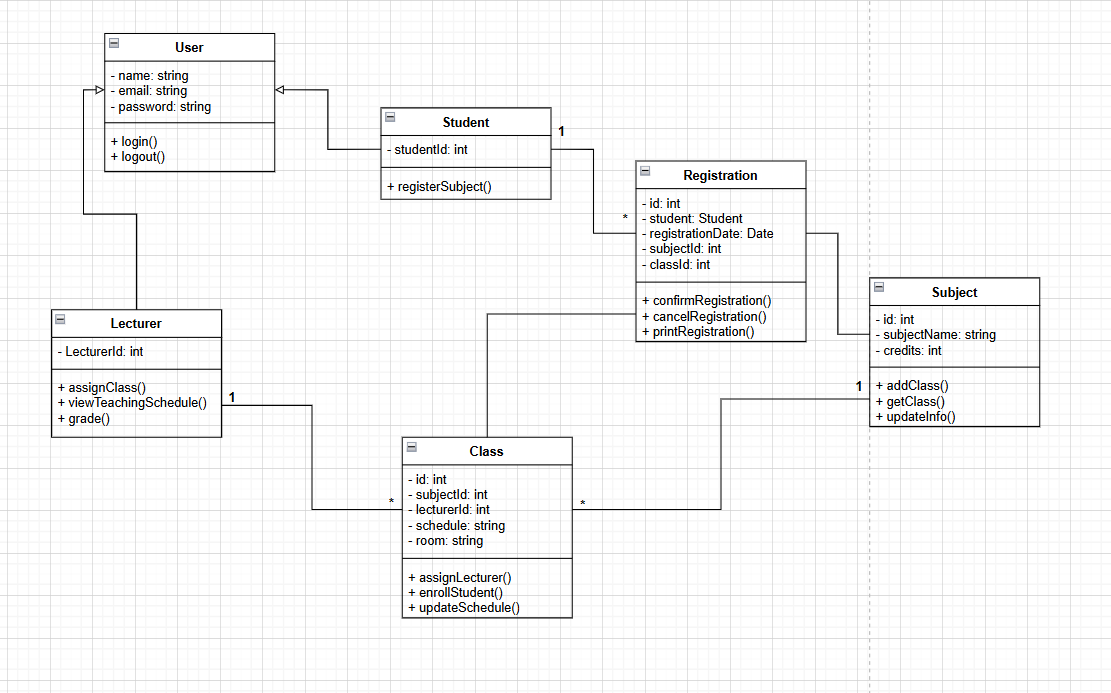 User
- name: string
- email: string
- password: string
+ login()
+ logout()
Student
- studentId: int
+ registerSubject()
1
*
Registration
- id: int
- student: Student
- registrationDate: Date
- subjectId: int
- classId: int
+ confirmRegistration()
+ cancelRegistration()
+ printRegistration()
Subject
- id: int
- subjectName: string
- credits: int
+ addClass()
+ getClass()
+ updateInfo()
1
Lecturer
- LecturerId: int
+ assignClass()
+ viewTeachingSchedule()
+ grade()
1
*
Class
- id: int
- subjectId: int
- lecturerId: int
- schedule: string
- room: string
+ assignLecturer()
+ enrollStudent()
+ updateSchedule()
*